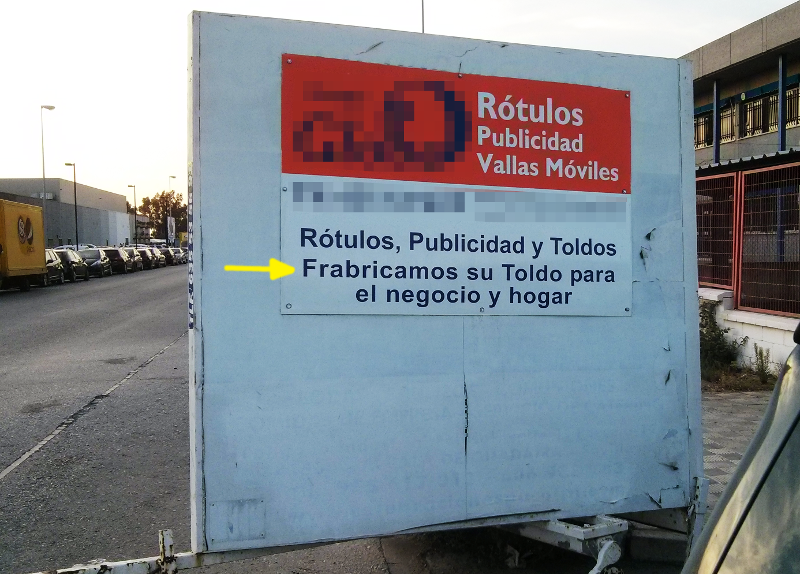 Rótulos
Publicidad
Vallas Móviles
Rótulos, Publicidad y Toldos
Frabricamos su Toldo para
el negocio y hogar